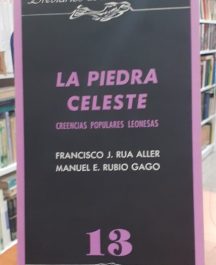 LA PIEDRA
CELESTE
CREENCIAS POPULARES LEONESAS
FRANCISCO J. RUA ALLER
MANUEL E. RUBIO GAGO
13